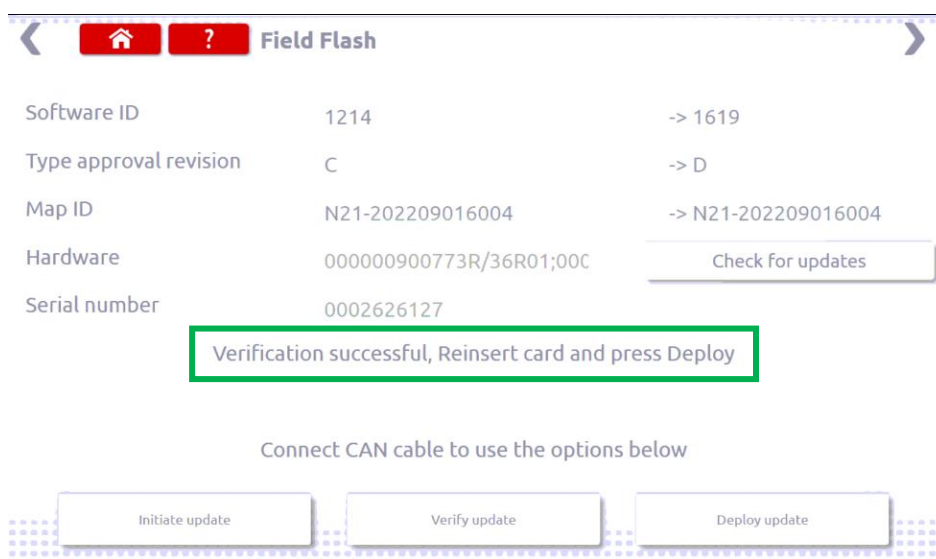 ? Field Flash
Software ID 1214 -> 1619
Type approval revision C -> D
Map ID N21-202209016004 -> N21-202209016004
Hardware 000000900773R/36R01;000 Check for updates
Serial number 0002626127
Verification successful, Reinsert card and press Deploy
Connect CAN cable to use the options below
Initiate update Verify update Deploy update